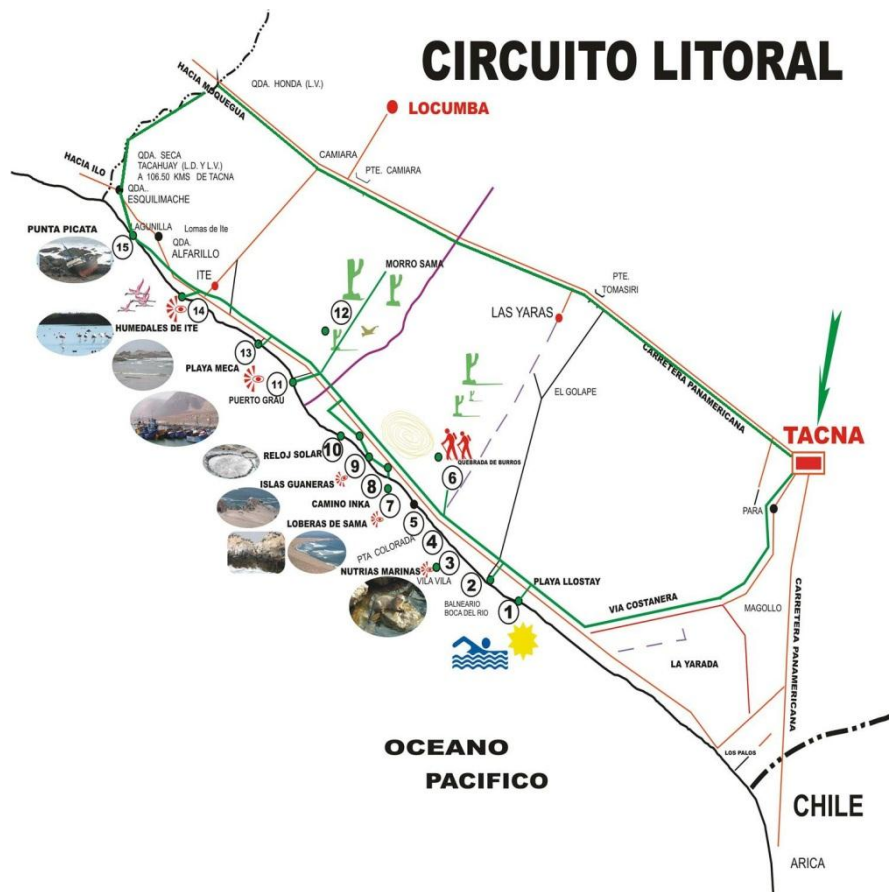 CIRCUITO LITORAL
HACIA MOQUEGUA
QDA. HONDA (L.V.)
LOCUMBA
HACIA ILO
QDA. SECA
TACAHUAY (L.D. Y L.V.)
A 106.50 KMS DE TACNA
QDA..
ESQUILIMACHE
CAMIARA
PTE. CAMIARA
PUNTA PICATA
LAGUNILLA
Lomas de Ite
15
QDA.
ALFARILLO
ITE
MORRO SAMA
PTE.
TOMASIRI
14
HUMEDALES DE ITE
12
LAS YARAS
13
PLAYA MECA
11
PUERTO GRAU
EL GOLAPE
CARRETERA PANAMERICANA
TACNA
10
RELOJ SOLAR
9
QUEBRADA DE BURROS
6
ISLAS GUANERAS
8
CAMINO INKA
7
LOBERAS DE SAMA
5
PARA
PTA COLORADA
4
3
NUTRIAS MARINAS
VILA VILA
2
PLAYA LLOSTAY
BALNEARIO
BOCA DEL RIO
1
VIA COSTANERA
MAGOLLO
CARRETERA PANAMERICANA
LA YARADA
LOS PALOS
OCEANO
PACIFICO
CHILE
ARICA